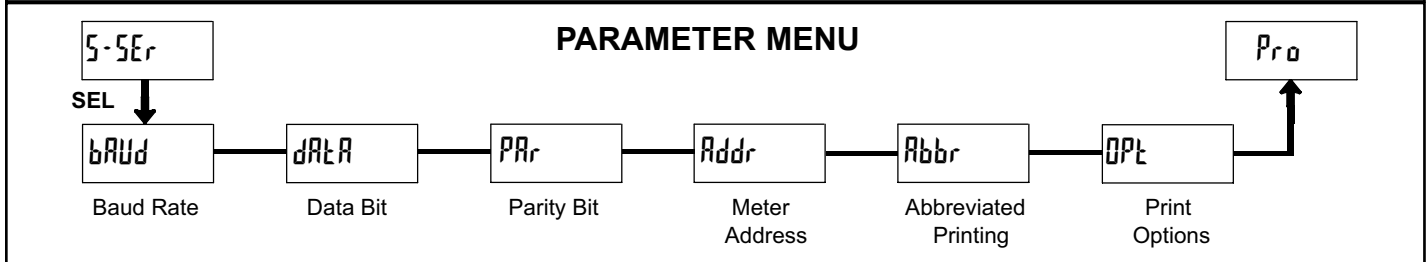 PARAMETER MENU
5-SEr
Pro
SEL
bAUd
dAtA
PAr
Addr
Abbr
OPt
Baud Rate
Data Bit
Parity Bit
Meter
Address
Abbreviated
Printing
Print
Options